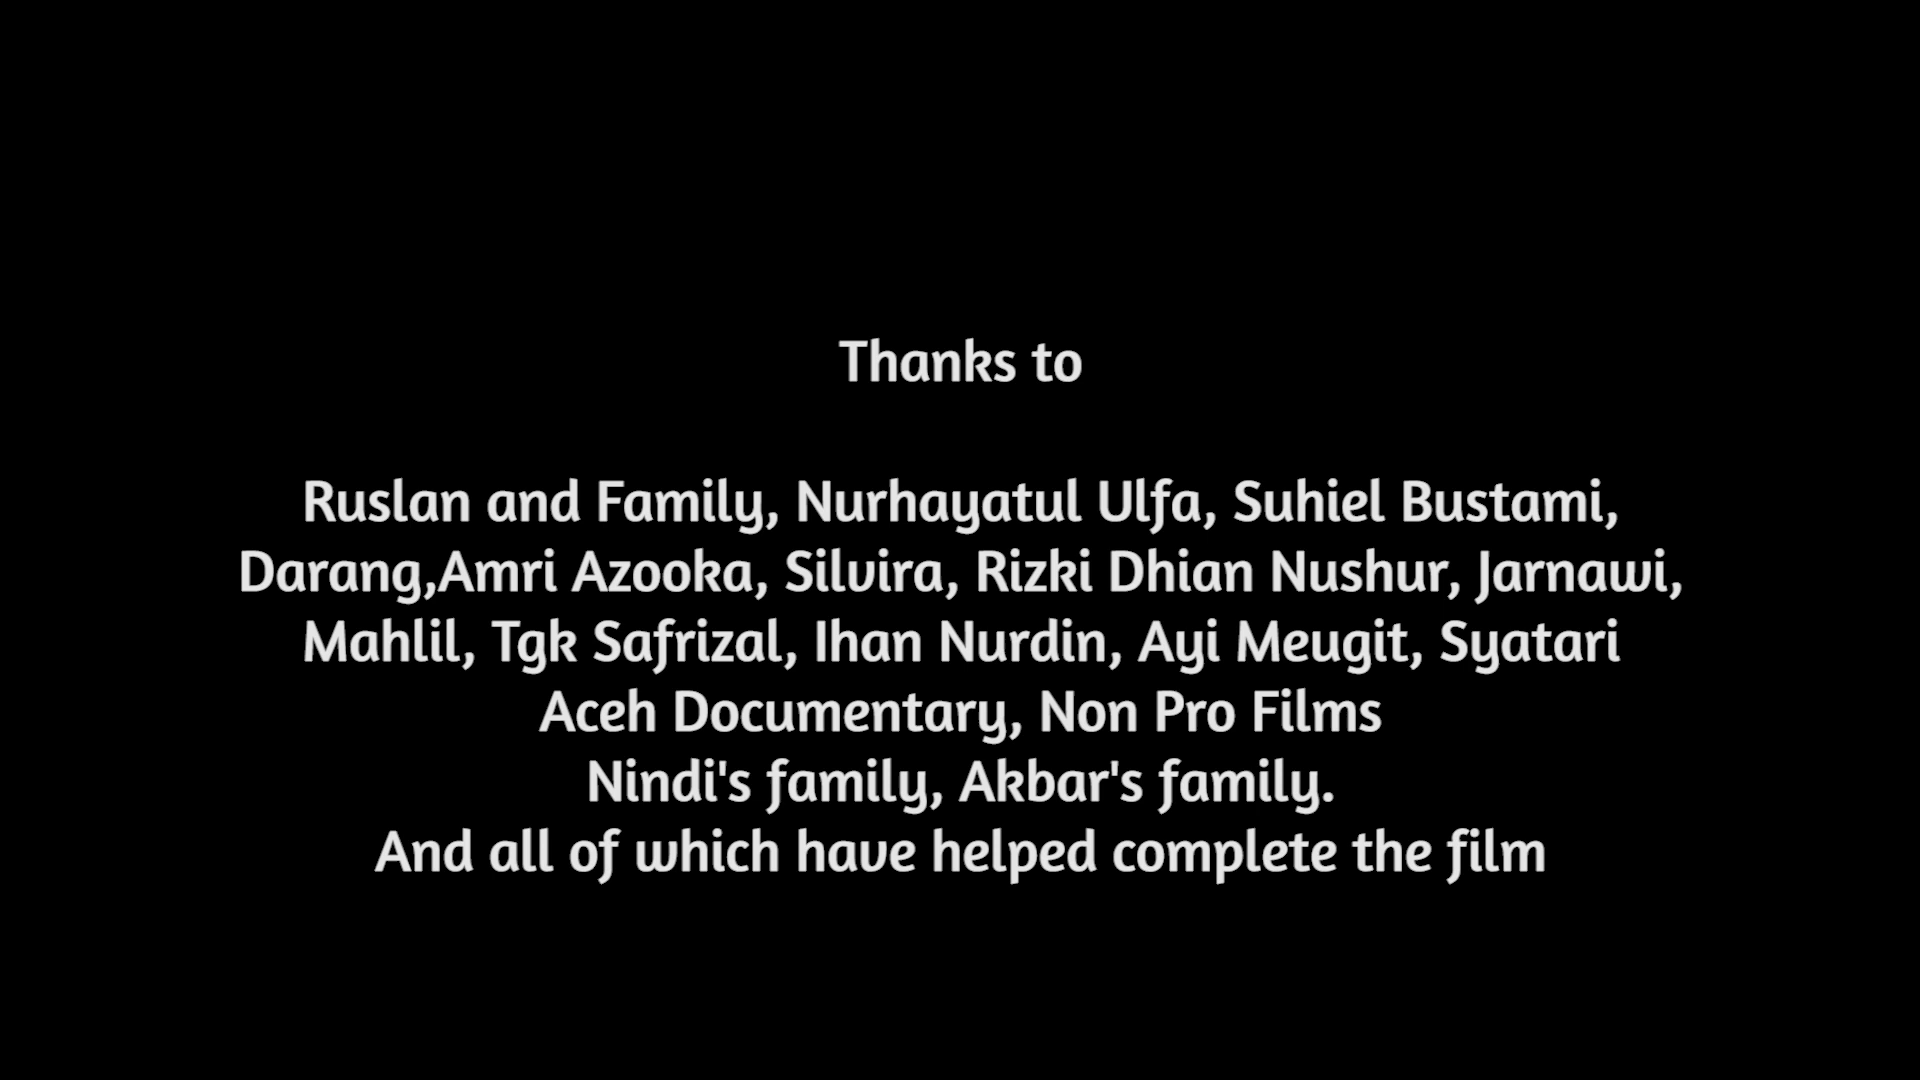 Thanks to
Ruslan and Family, Nurhayatul Ulfa, Suhiel Bustami,
Darang,Amri Azooka, Silvira, Rizki Dhian Nushur, Jarnawi,
Mahlil, Tgk Safrizal, Ihan Nurdin, Ayi Meugit, Syatari
Aceh Documentary, Non Pro Films
Nindi's family, Akbar's family.
And all of which have helped complete the film